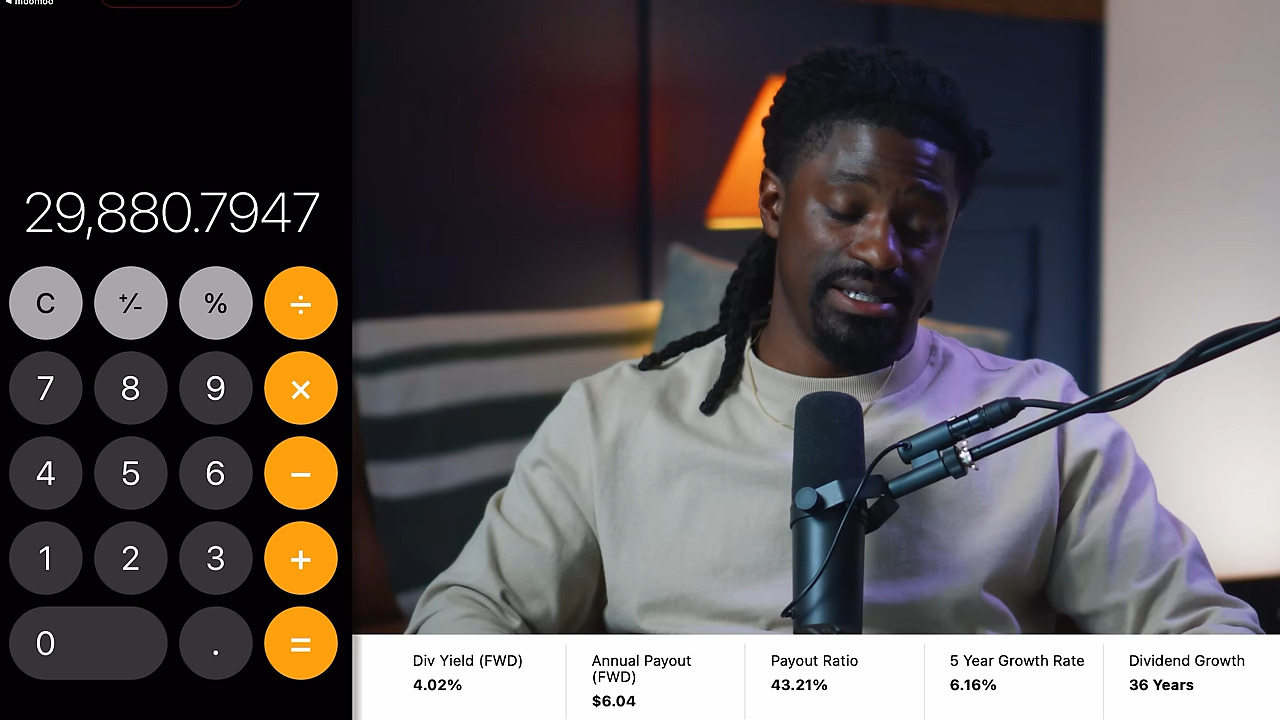 29,880.7947
C
+/-
%
÷
7
8
9
×
4
5
6
−
1
2
3
+
0
.
=
Div Yield (FWD)
4.02%
Annual Payout
(FWD)
$6.04
Payout Ratio
43.21%
5 Year Growth Rate
6.16%
Dividend Growth
36 Years